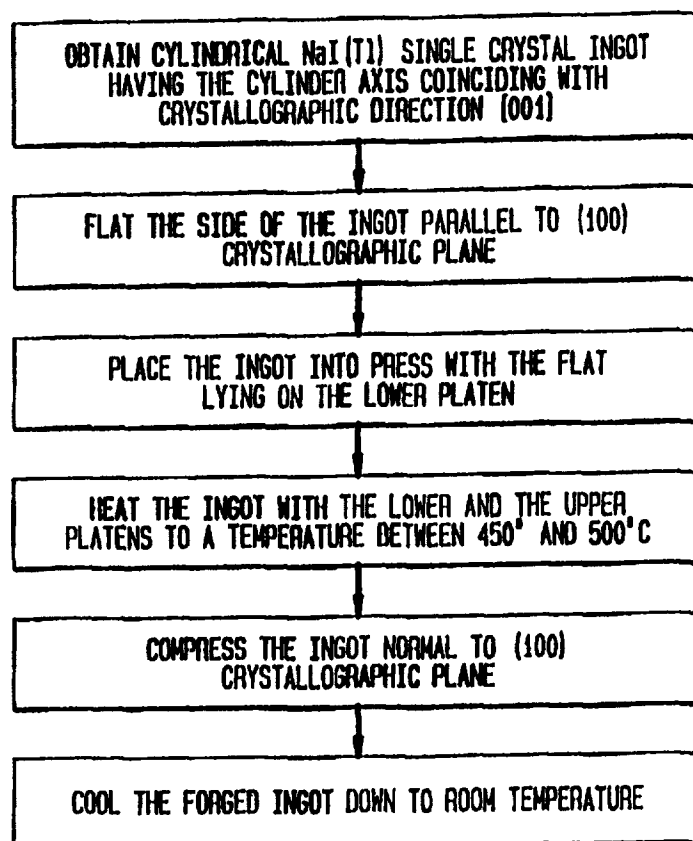 OBTAIN CYLINDRICAL NaI(Tl) SINGLE CRYSTAL INGOT
HAVING THE CYLINDER AXIS COINCIDING WITH
CRYSTALLOGRAPHIC DIRECTION [001]
FLAT THE SIDE OF THE INGOT PARALLEL TO (100)
CRYSTALLOGRAPHIC PLANE
PLACE THE INGOT INTO PRESS WITH THE FLAT
LYING ON THE LOWER PLATEN
HEAT THE INGOT WITH THE LOWER AND THE UPPER
PLATENS TO A TEMPERATURE BETWEEN 450° AND 500°C
COMPRESS THE INGOT NORMAL TO (100)
CRYSTALLOGRAPHIC PLANE
COOL THE FORGED INGOT DOWN TO ROOM TEMPERATURE